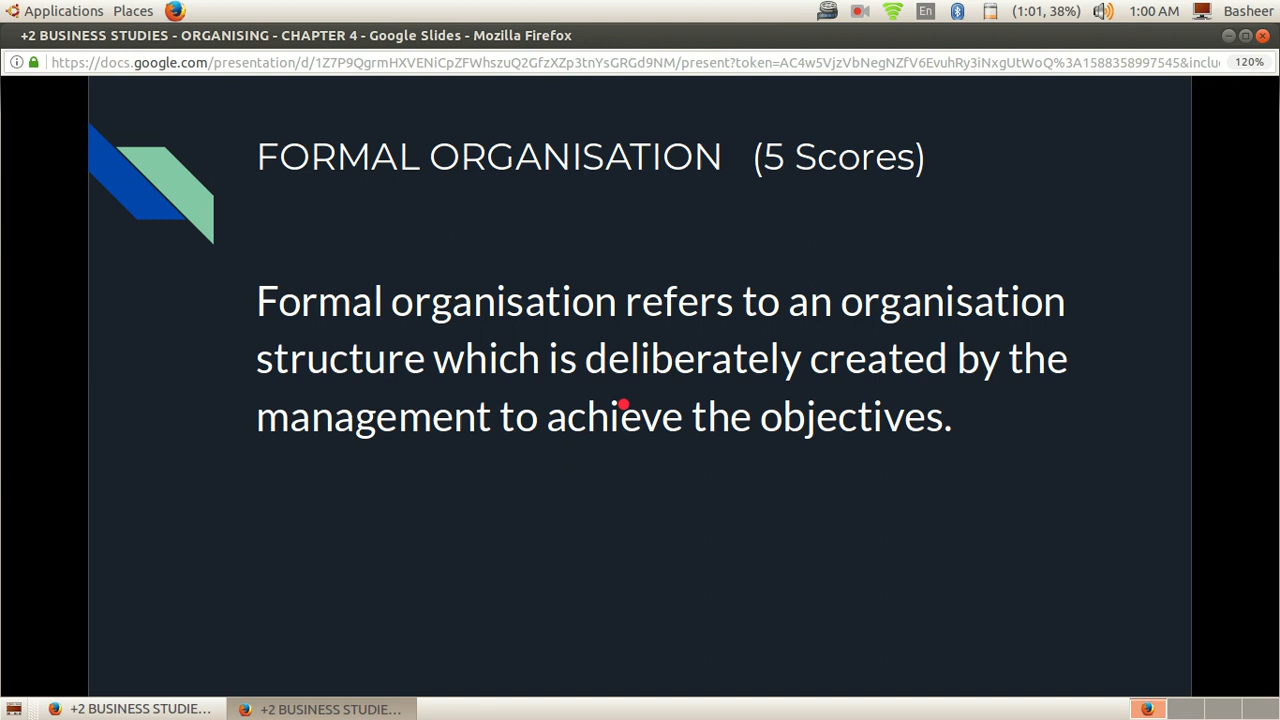 Applications Places En (1:01, 38%) 1:00 AM Basheer
+2 BUSINESS STUDIES - ORGANISING - CHAPTER 4 - Google Slides - Mozilla Firefox
https://docs.google.com/presentation/d/1Z7P9QgrmHXVENiCpZFWhszuQ2GfzXZp3tnYsGRGd9NM/present?token=AC4w5VjzVbNegNZfV6EvuhRy3iNxgUtWoQ%3A1588358997545&inclu 120%
FORMAL ORGANISATION (5 Scores)
Formal organisation refers to an organisation
structure which is deliberately created by the
management to achieve the objectives.
+2 BUSINESS STUDIE... +2 BUSINESS STUDIE...